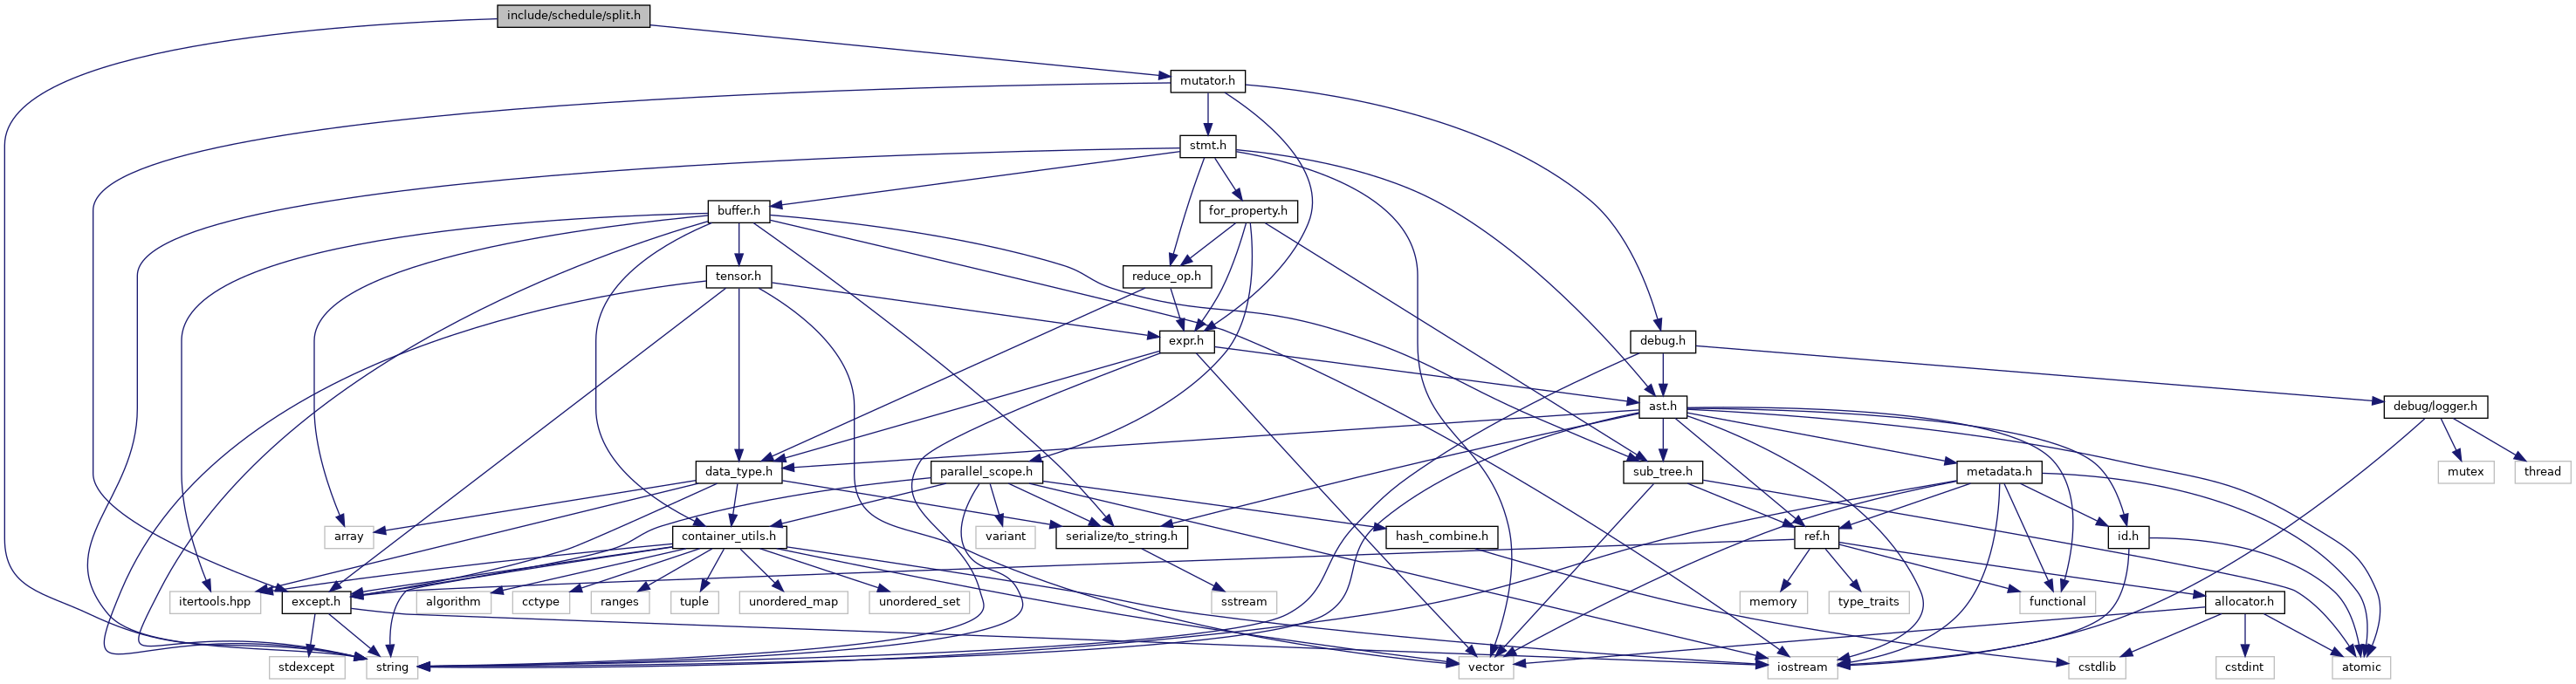 include/schedule/split.h
mutator.h
stmt.h
buffer.h
for_property.h
tensor.h
reduce_op.h
expr.h
debug.h
ast.h
debug/logger.h
data_type.h
parallel_scope.h
sub_tree.h
metadata.h
mutex
thread
array
container_utils.h
variant
serialize/to_string.h
hash_combine.h
ref.h
id.h
itertools.hpp
except.h
algorithm
cctype
ranges
tuple
unordered_map
unordered_set
sstream
memory
type_traits
functional
allocator.h
stdexcept
string
vector
iostream
cstdlib
cstdint
atomic